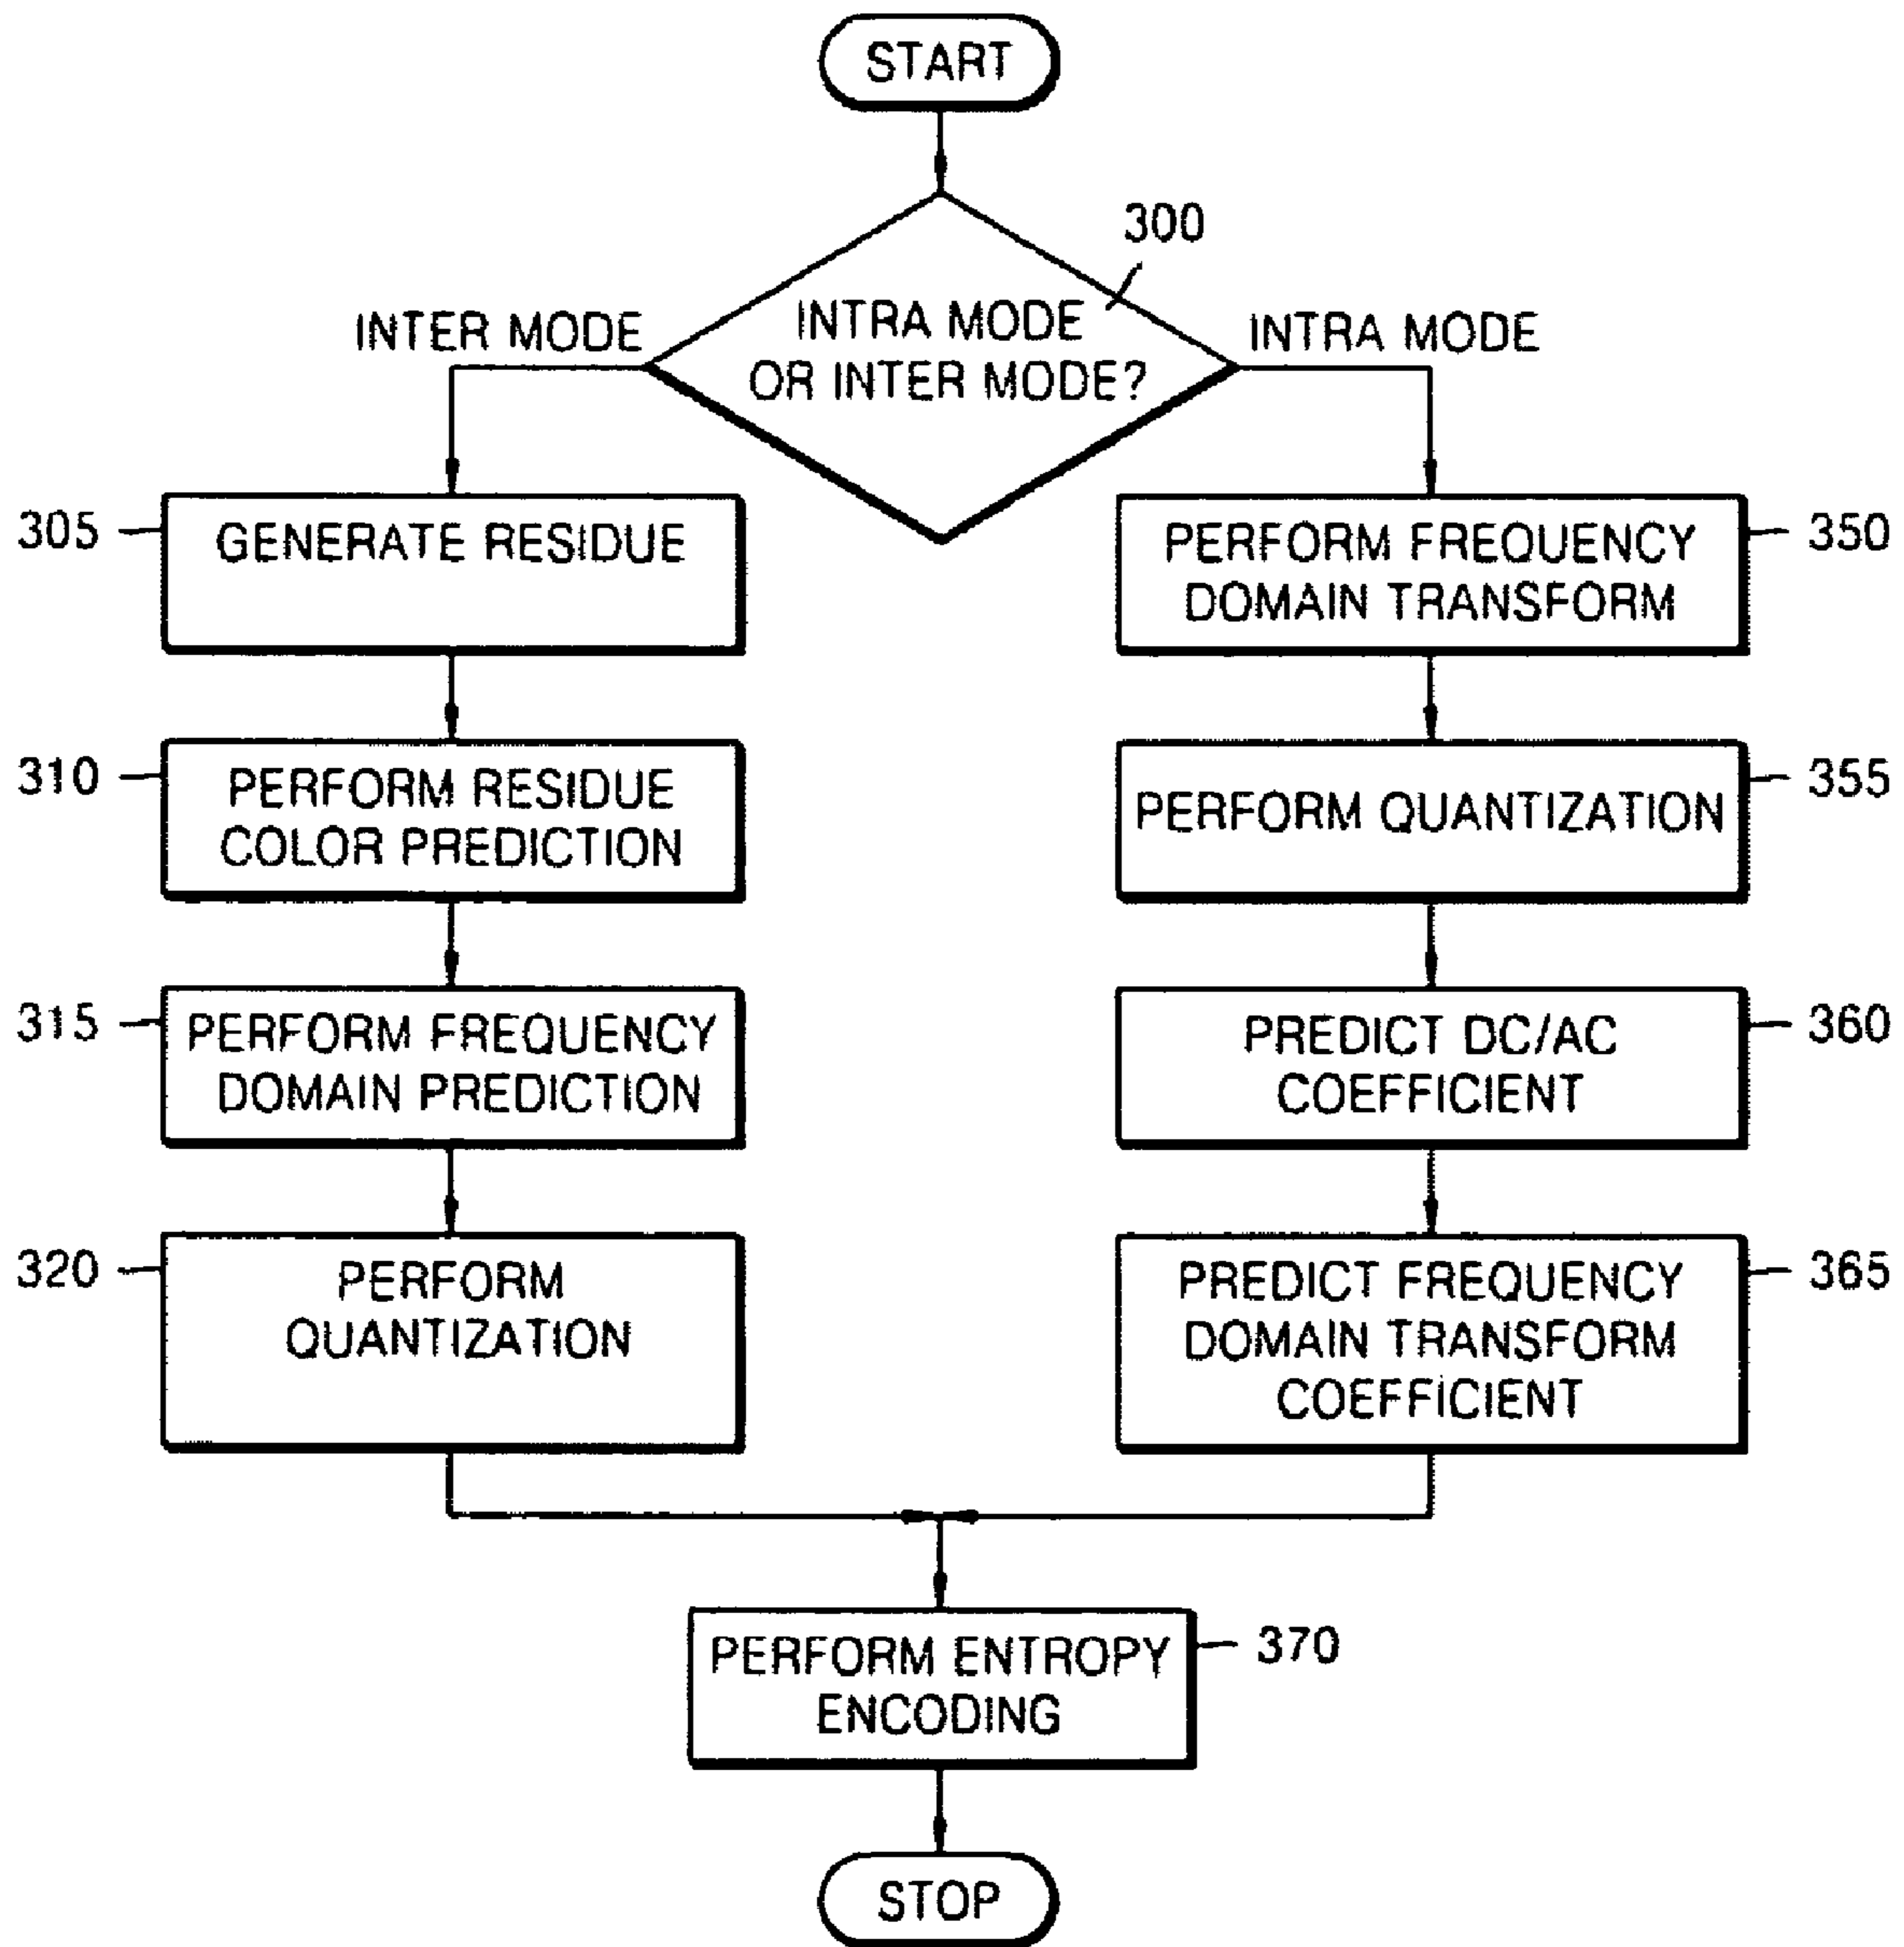 START
300
INTRA MODE
OR INTER MODE?
INTER MODE
INTRA MODE
305
GENERATE RESIDUE
310
PERFORM RESIDUE
COLOR PREDICTION
315
PERFORM FREQUENCY
DOMAIN PREDICTION
320
PERFORM
QUANTIZATION
PERFORM FREQUENCY
DOMAIN TRANSFORM
350
PERFORM QUANTIZATION
355
PREDICT DC/AC
COEFFICIENT
360
PREDICT FREQUENCY
DOMAIN TRANSFORM
COEFFICIENT
365
PERFORM ENTROPY
ENCODING
370
STOP